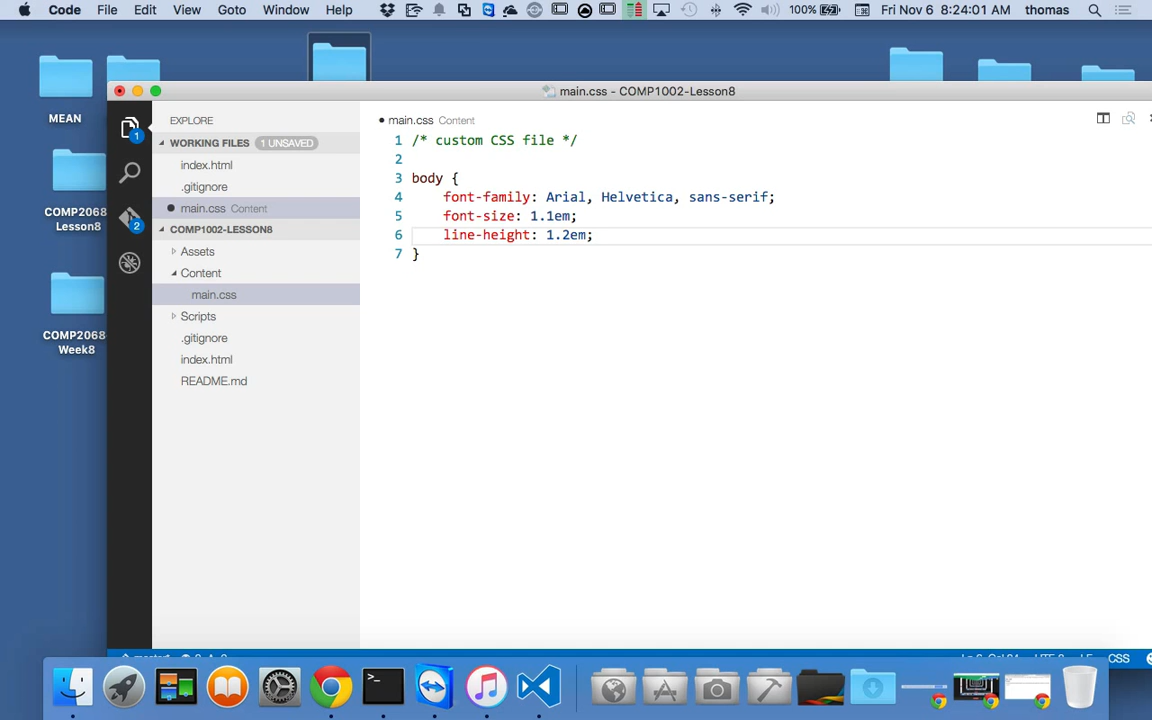 Code File Edit View Goto Window Help 100% Fri Nov 6 8:24:01 AM thomas
MEAN
COMP2068
Lesson8
COMP2068
Week8
main.css - COMP1002-Lesson8
EXPLORE
WORKING FILES 1 UNSAVED
index.html
.gitignore
main.css Content
COMP1002-LESSON8
Assets
Content
main.css
Scripts
.gitignore
index.html
README.md
1
2
main.css Content
1 /* custom CSS file */
2
3 body {
4 font-family: Arial, Helvetica, sans-serif;
5 font-size: 1.1em;
6 line-height: 1.2em;
7 }
CSS